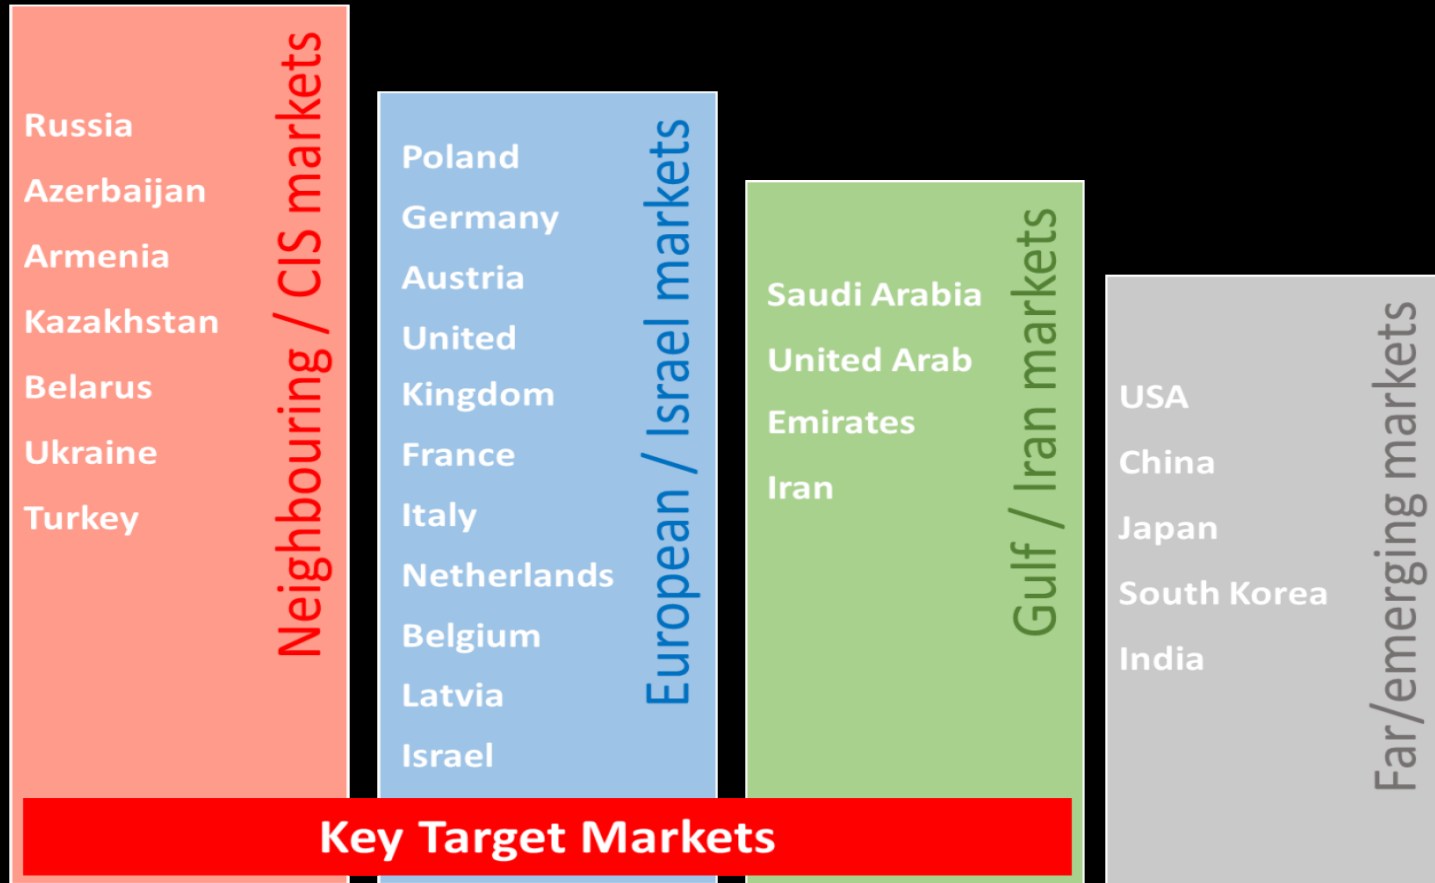 Russia
Azerbaijan
Armenia
Kazakhstan
Belarus
Ukraine
Turkey
Neighbouring / CIS markets
Poland
Germany
Austria
United
Kingdom
France
Italy
Netherlands
Belgium
Latvia
Israel
European / Israel markets
Saudi Arabia
United Arab
Emirates
Iran
Gulf / Iran markets
USA
China
Japan
South Korea
India
Far/emerging markets
Key Target Markets